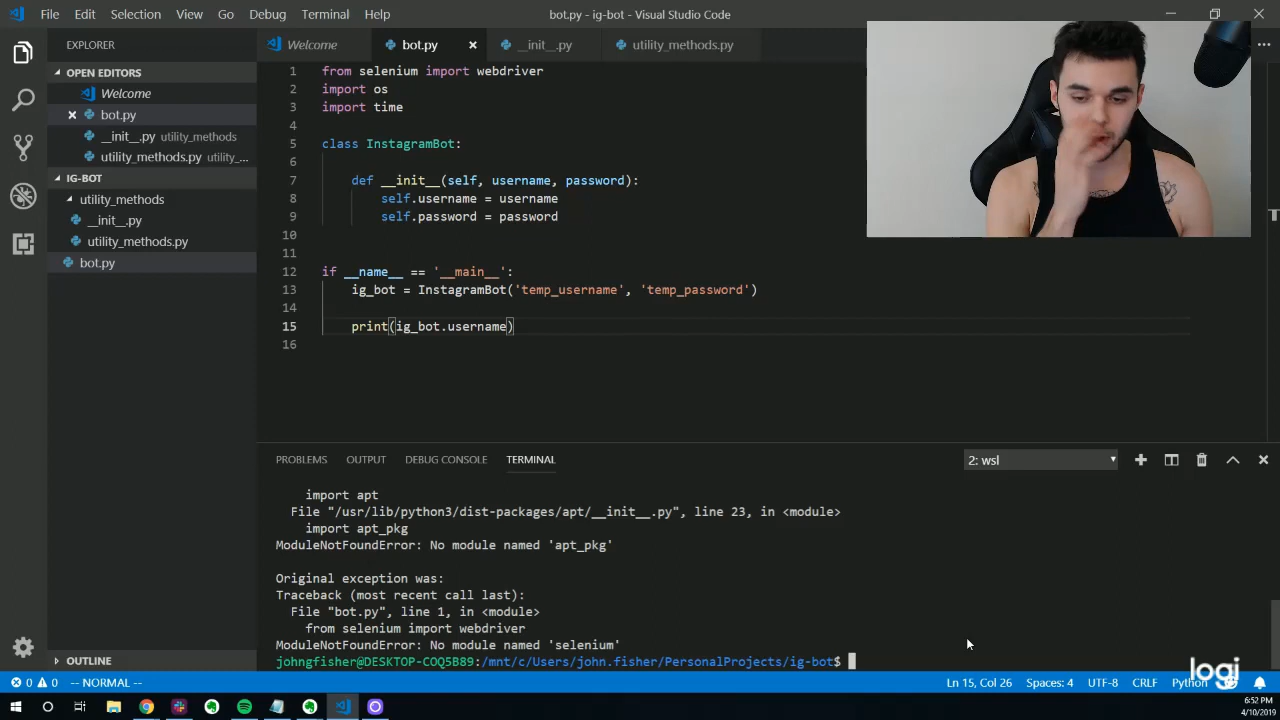 File Edit Selection View Go Debug Terminal Help bot.py - ig-bot - Visual Studio Code
EXPLORER
Welcome bot.py __init__.py utility_methods.py
OPEN EDITORS
Welcome
bot.py
__init__.py utility_methods
utility_methods.py utility_...
IG-BOT
utility_methods
__init__.py
utility_methods.py
bot.py
OUTLINE
1 from selenium import webdriver
2 import os
3 import time
4
5 class InstagramBot:
6
7 def __init__(self, username, password):
8 self.username = username
9 self.password = password
10
11
12 if __name__ == '__main__':
13 ig_bot = InstagramBot('temp_username', 'temp_password')
14
15 print(ig_bot.username)
16
PROBLEMS OUTPUT DEBUG CONSOLE TERMINAL 2: wsl
import apt
File "/usr/lib/python3/dist-packages/apt/__init__.py", line 23, in <module>
import apt_pkg
ModuleNotFoundError: No module named 'apt_pkg'
Original exception was:
Traceback (most recent call last):
File "bot.py", line 1, in <module>
from selenium import webdriver
ModuleNotFoundError: No module named 'selenium'
johngfisher@DESKTOP-COQ5B89:/mnt/c/Users/john.fisher/PersonalProjects/ig-bot$
logi
0 0 -- NORMAL -- Ln 15, Col 26 Spaces: 4 UTF-8 CRLF Python
6:52 PM
4/10/2019